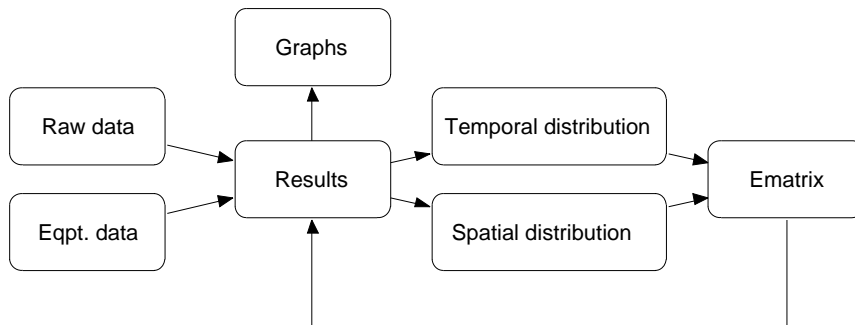 Graphs
Raw data
Temporal distribution
Results
Ematrix
Eqpt. data
Spatial distribution